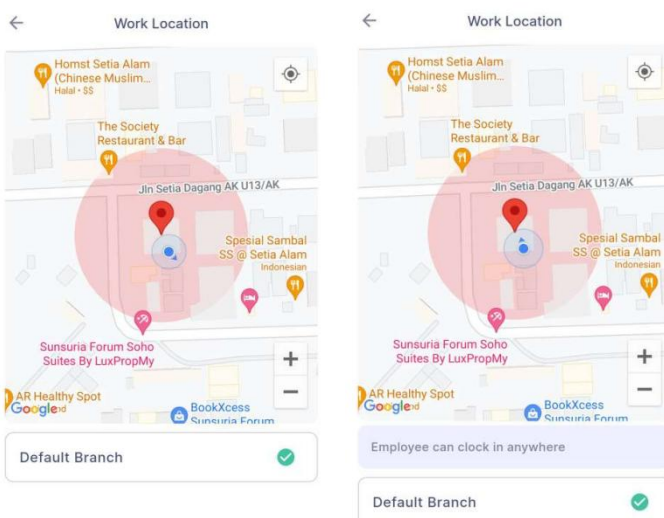 Work Location
Homst Setia Alam
(Chinese Muslim...
Halal • $$
The Society
Restaurant & Bar
Jln Setia Dagang AK U13/AK
Spesial Sambal
SS @ Setia Alam
Indonesian
Sunsuria Forum Soho
Suites By LuxPropMy
AR Healthy Spot
Google
BookXcess
Sunsuria Forum
Default Branch
Work Location
Homst Setia Alam
(Chinese Muslim...
Halal • $$
The Society
Restaurant & Bar
Jln Setia Dagang AK U13/AK
Spesial Sambal
SS @ Setia Alam
Indonesian
Sunsuria Forum Soho
Suites By LuxPropMy
AR Healthy Spot
Google
BookXcess
Sunsuria Forum
Employee can clock in anywhere
Default Branch